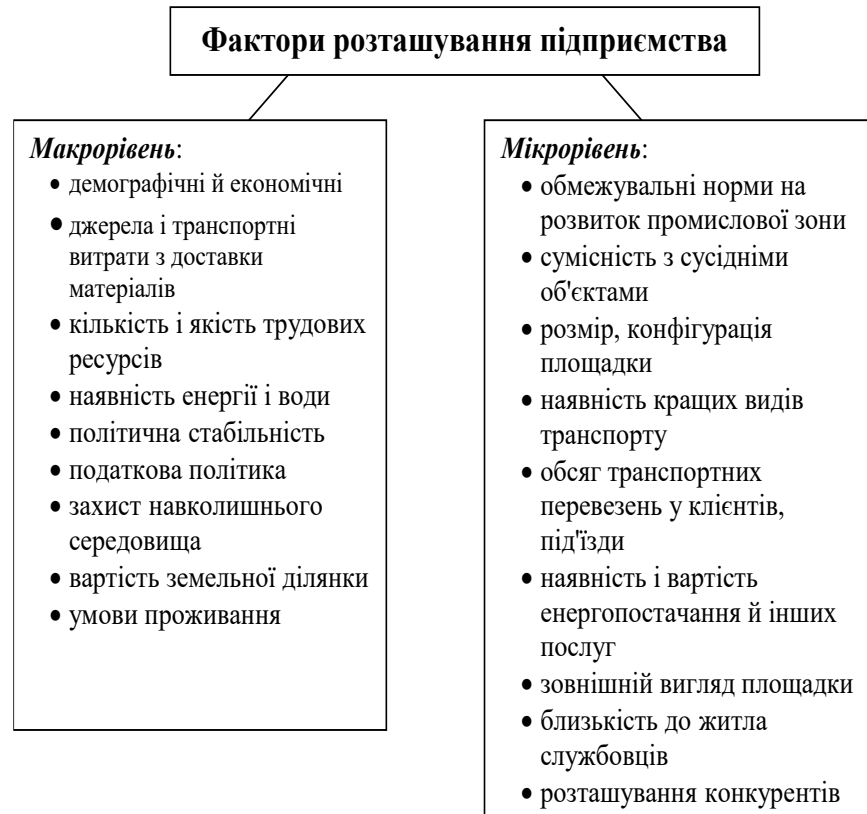 Фактори розташування підприємства
Макрорівень:
• демографічні й економічні
• джерела і транспортні
витрати з доставки
матеріалів
• кількість і якість трудових
ресурсів
• наявність енергії і води
• політична стабільність
• податкова політика
• захист навколишнього
середовища
• вартість земельної ділянки
• умови проживання
Мікрорівень:
• обмежувальні норми на
розвиток промислової зони
• сумісність з сусідніми
об'єктами
• розмір, конфігурація
площадки
• наявність кращих видів
транспорту
• обсяг транспортних
перевезень у клієнтів,
під'їзди
• наявність і вартість
енергопостачання й інших
послуг
• зовнішній вигляд площадки
• близькість до житла
службовців
• розташування конкурентів